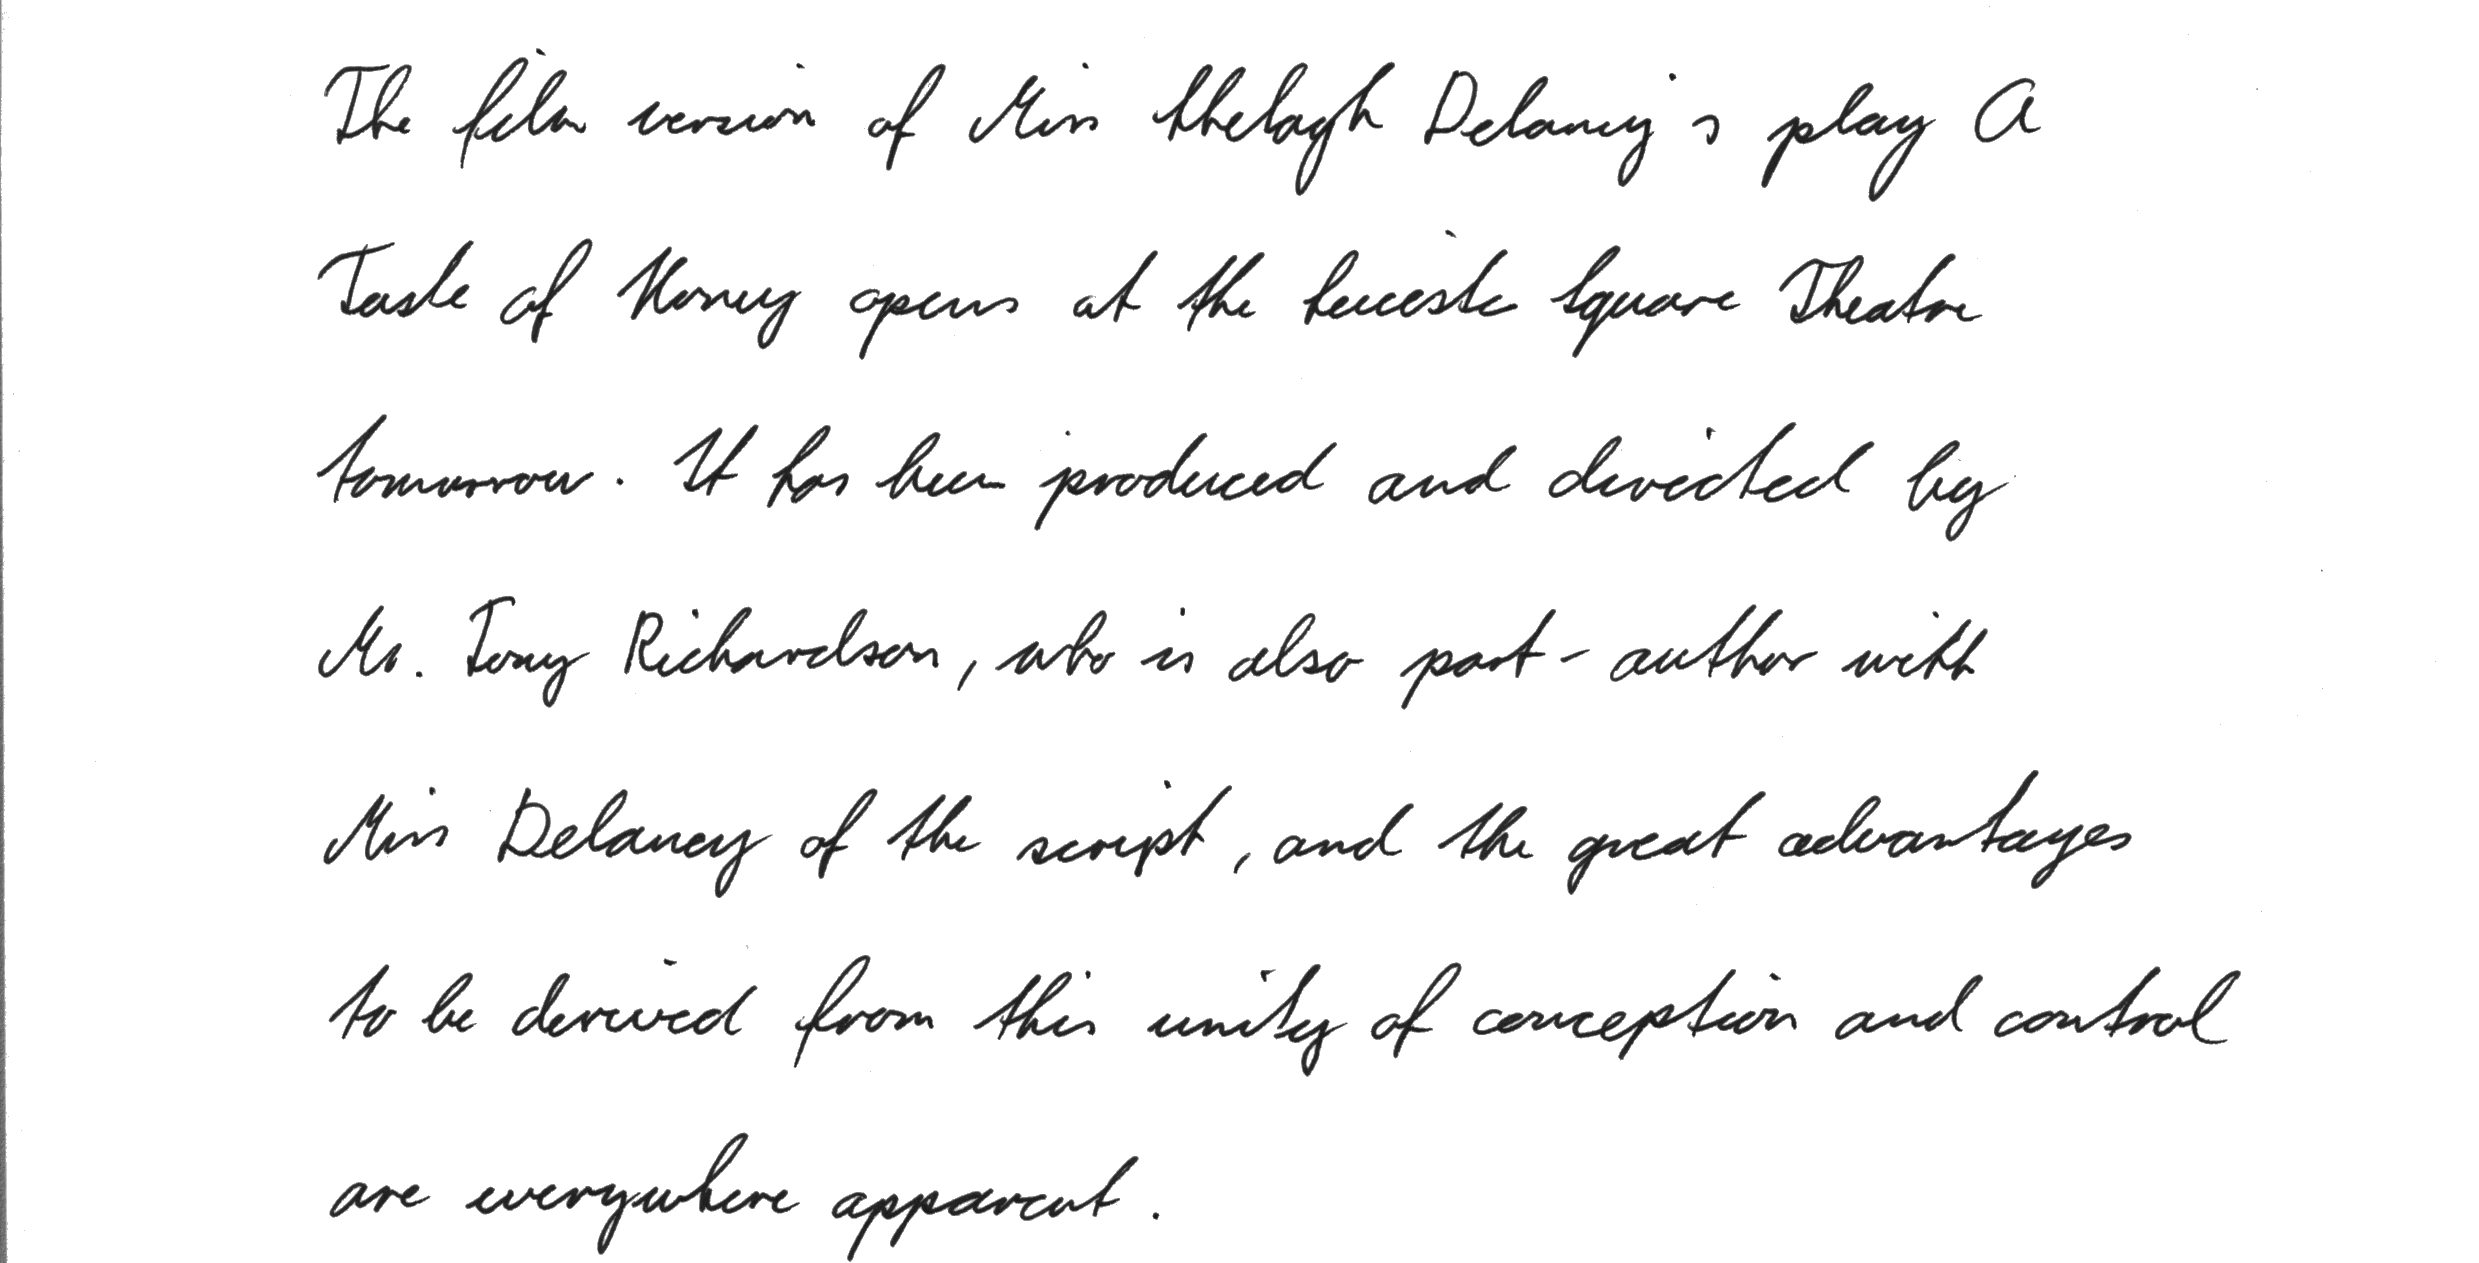 The film version of Miss Shelagh Delaney's play A
Taste of Honey opens at the Leicester Square Theatre
tomorrow. It has been produced and directed by
Mr. Tony Richardson, who is also part-author with
Miss Delaney of the script, and the great advantages
to be derived from this unity of conception and control
are everywhere apparent.